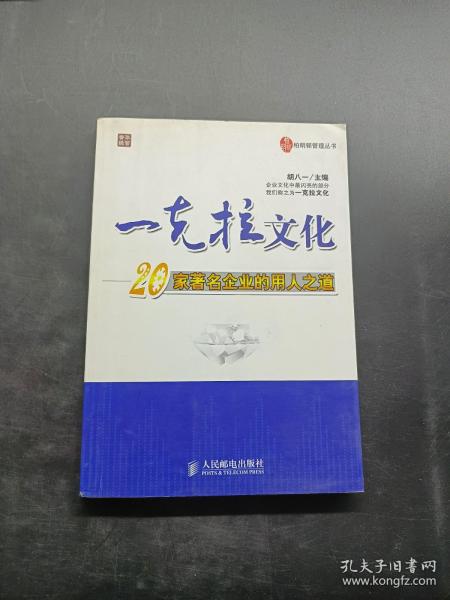 柏明顿管理丛书
胡八一/主编
企业文化中最闪亮的部分
我们称之为一克拉文化
一克拉文化
20家著名企业的用人之道
人民邮电出版社
POSTS & TELECOM PRESS
孔夫子旧书网
www.kongfz.com